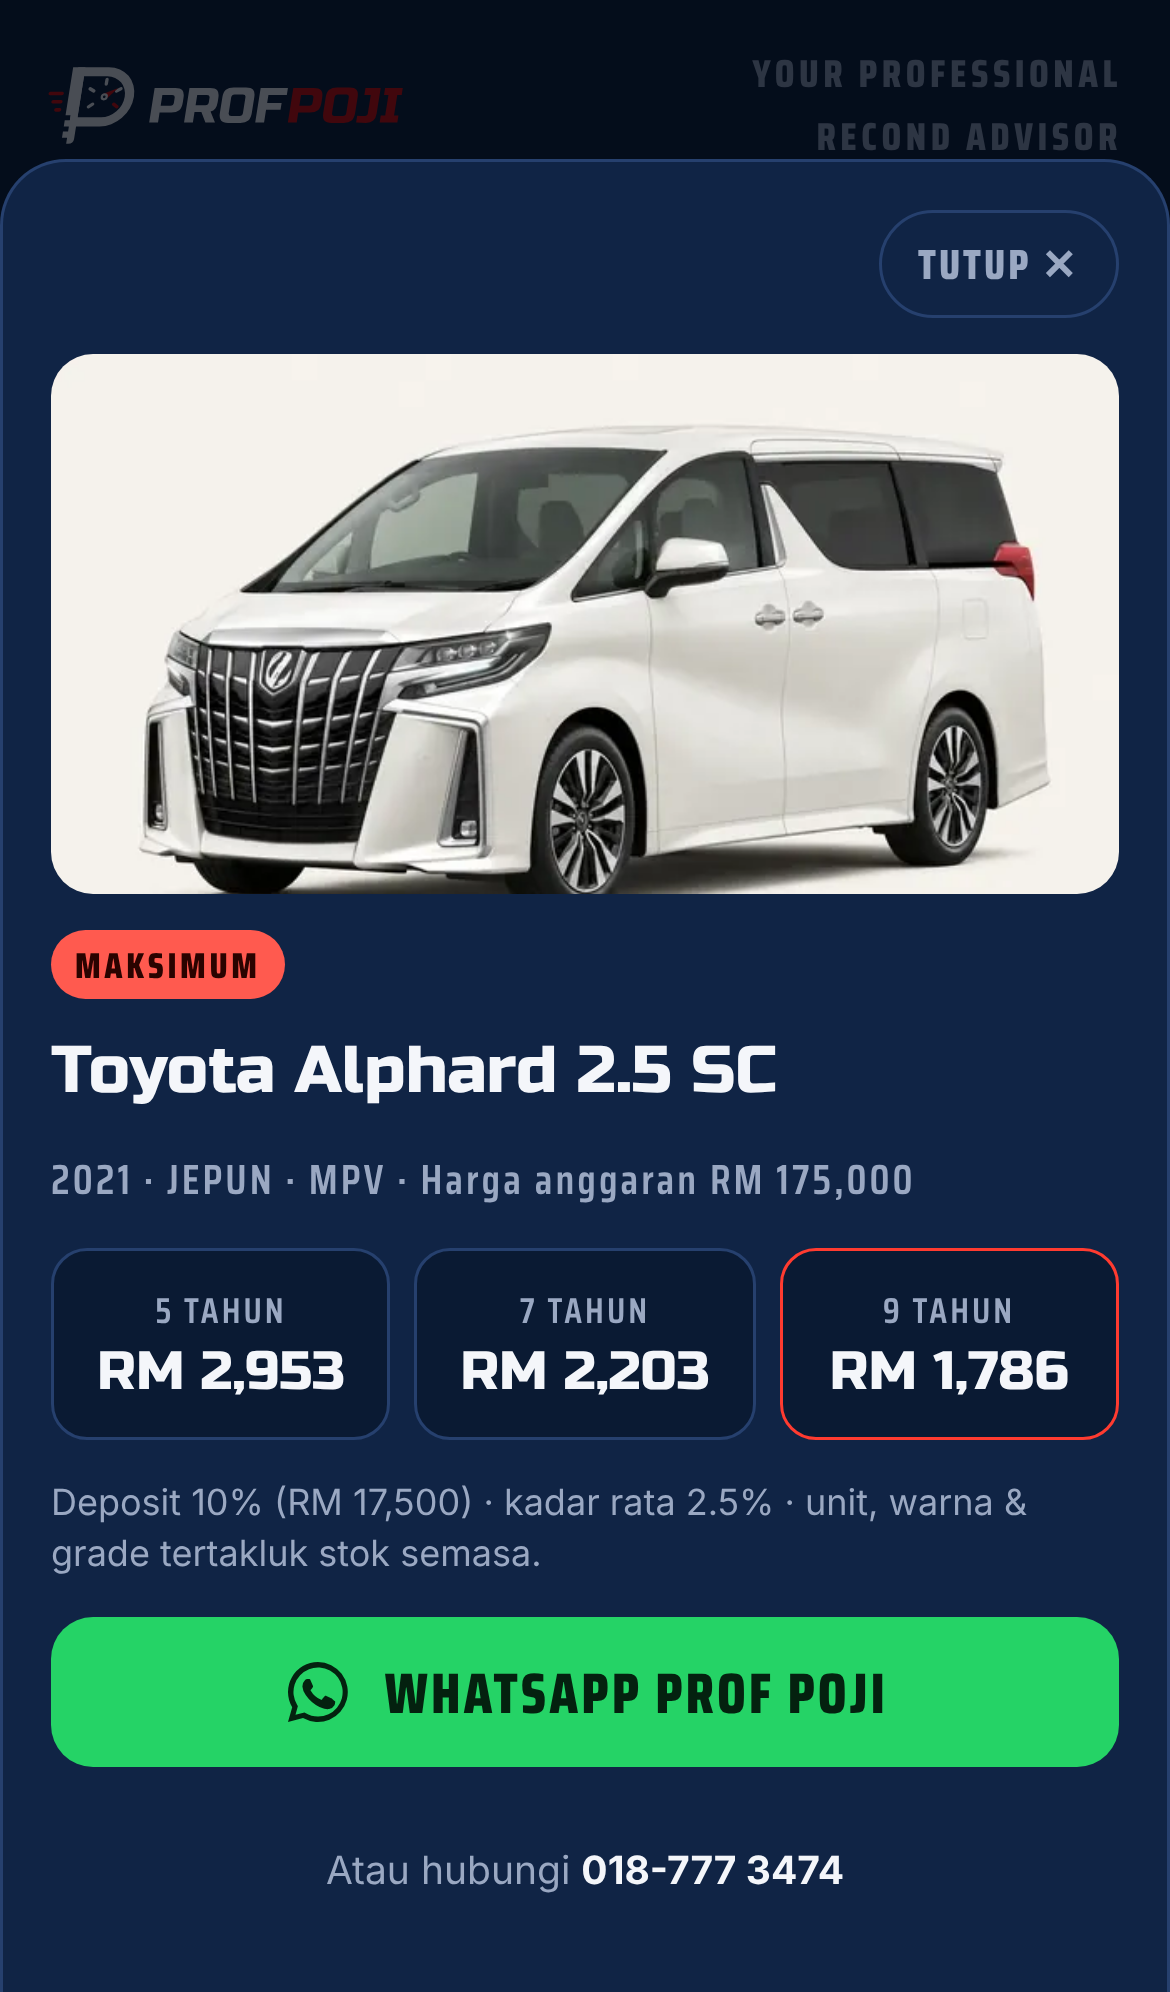 PROFPOJI
YOUR PROFESSIONAL
RECOND ADVISOR
TUTUP ✕
MAKSIMUM
Toyota Alphard 2.5 SC
2021 · JEPUN · MPV · Harga anggaran RM 175,000
5 TAHUN
RM 2,953
7 TAHUN
RM 2,203
9 TAHUN
RM 1,786
Deposit 10% (RM 17,500) · kadar rata 2.5% · unit, warna &
grade tertakluk stok semasa.
WHATSAPP PROF POJI
Atau hubungi 018-777 3474